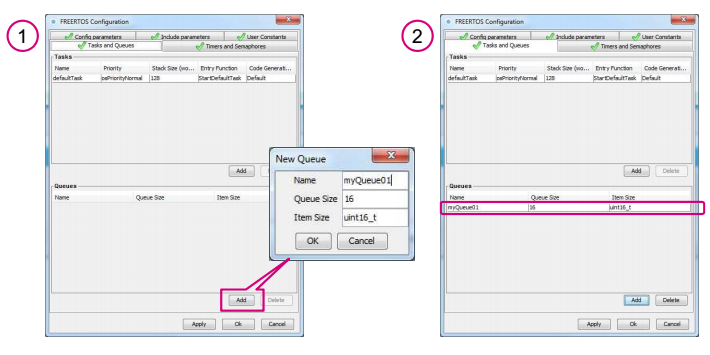 1
FREERTOS Configuration
Config parameters
Include parameters
User Constants
Tasks and Queues
Timers and Semaphores
Tasks
Name Priority Stack Size (wo... Entry Function Code Generati...
defaultTask osPriorityNormal 128 StartDefaultTask Default
Add
Queues
Name Queue Size Item Size
Add Delete
Apply Ok Cancel
New Queue
Name myQueue01
Queue Size 16
Item Size uint16_t
OK Cancel
2
FREERTOS Configuration
Config parameters
Include parameters
User Constants
Tasks and Queues
Timers and Semaphores
Tasks
Name Priority Stack Size (wo... Entry Function Code Generati...
defaultTask osPriorityNormal 128 StartDefaultTask Default
Add Delete
Queues
Name Queue Size Item Size
myQueue01 16 uint16_t
Add Delete
Apply Ok Cancel